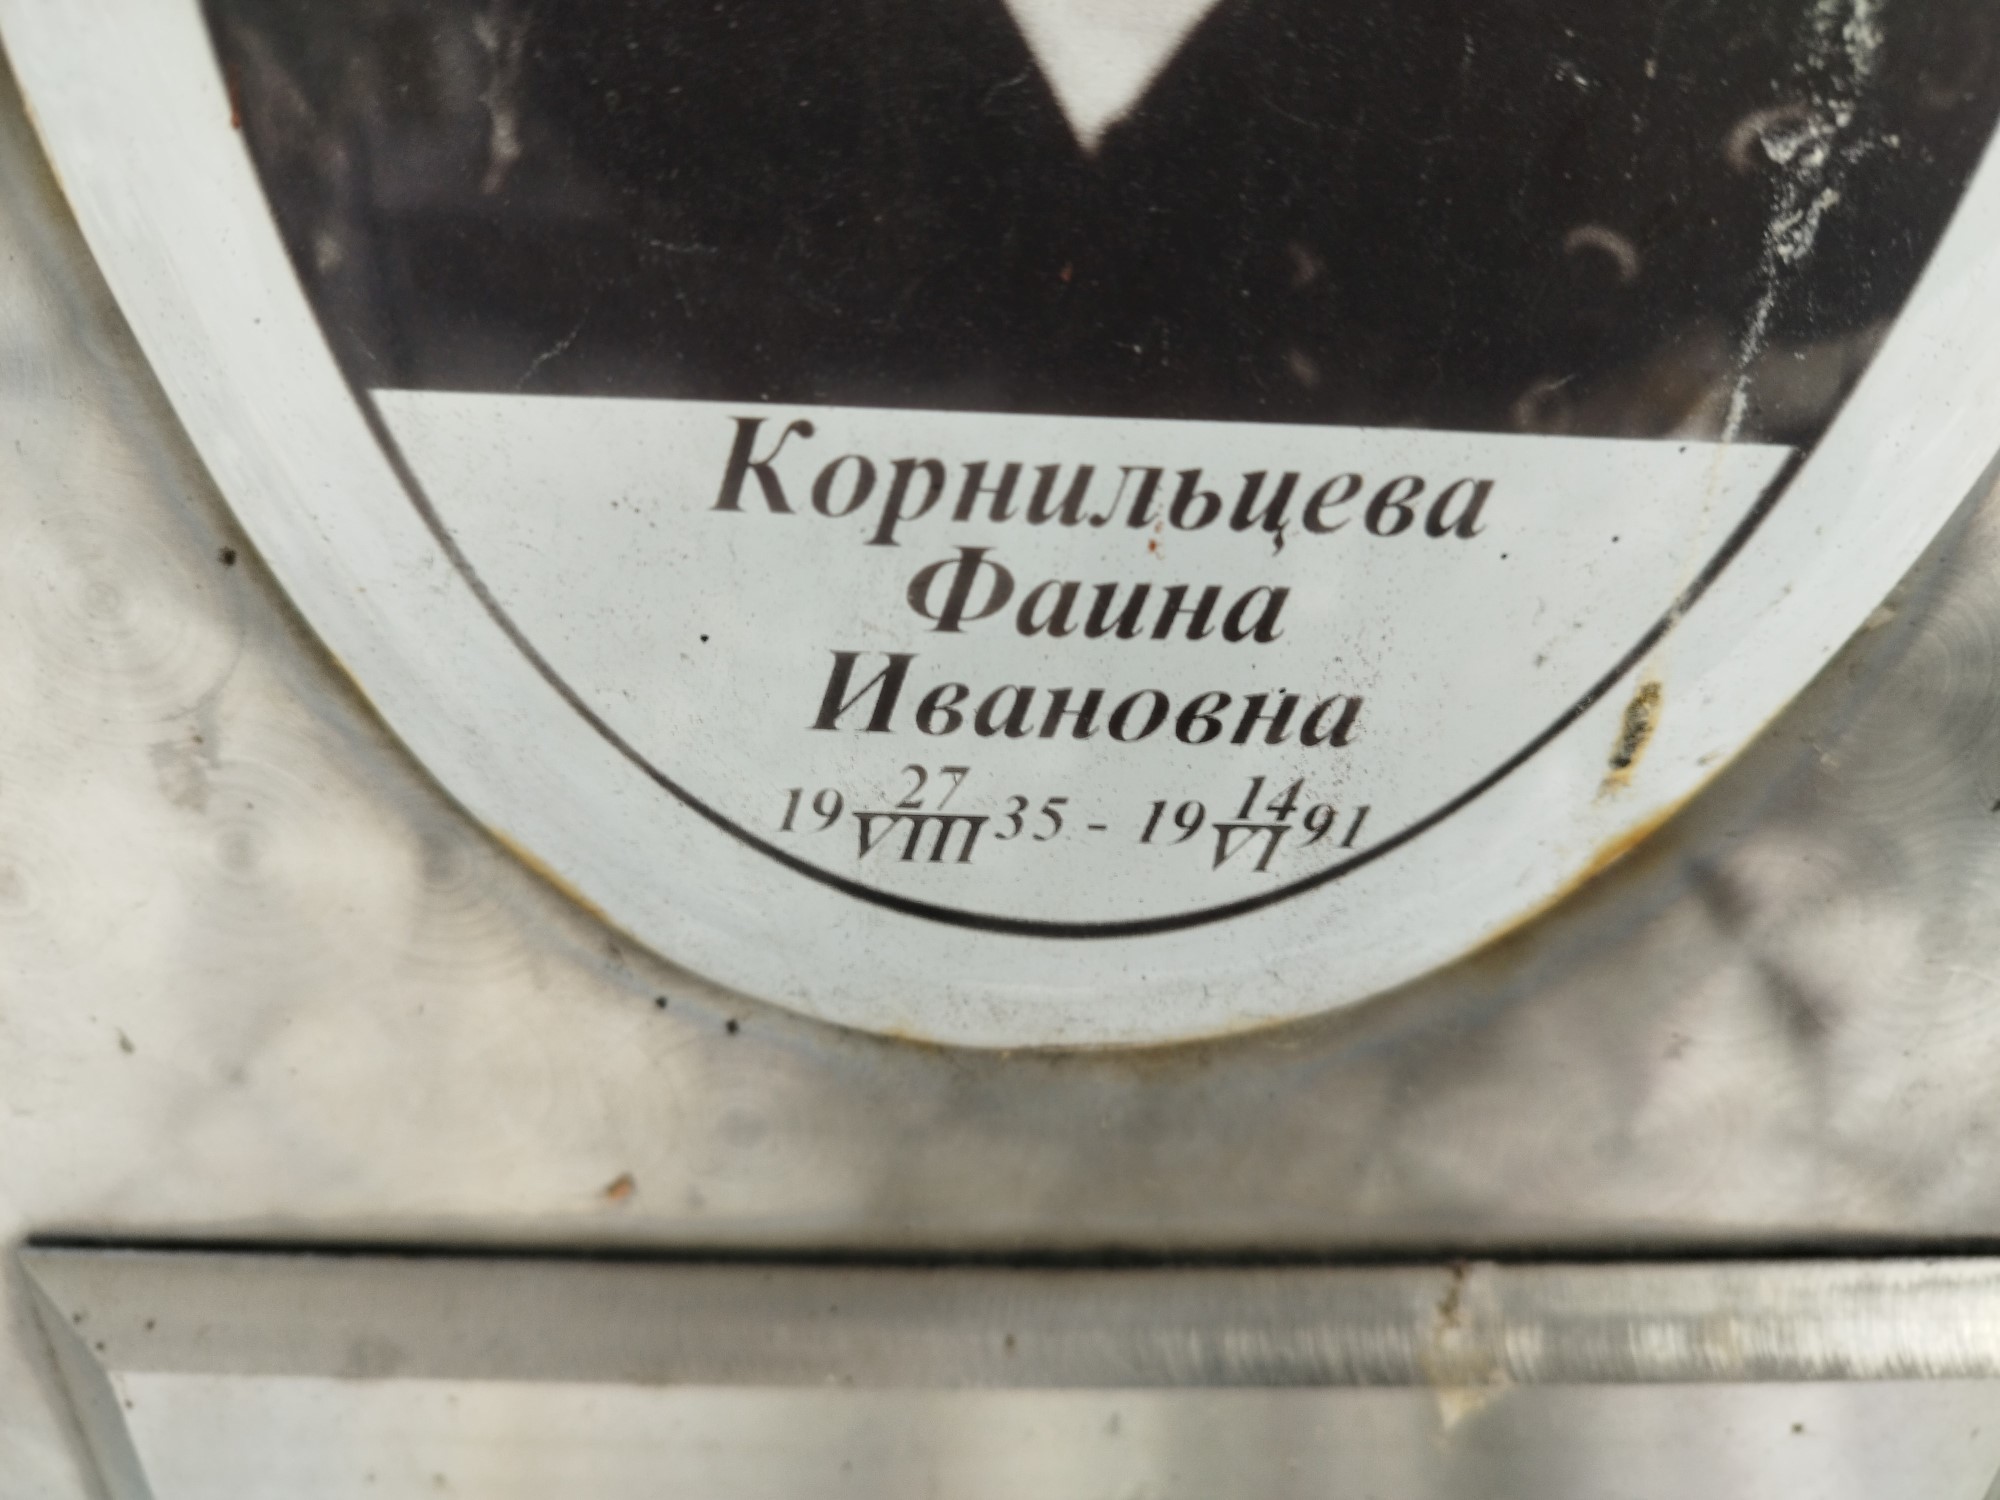 Корнильцева
Фаина
Ивановна
19 27/VIII 35 - 19 14/VI 91